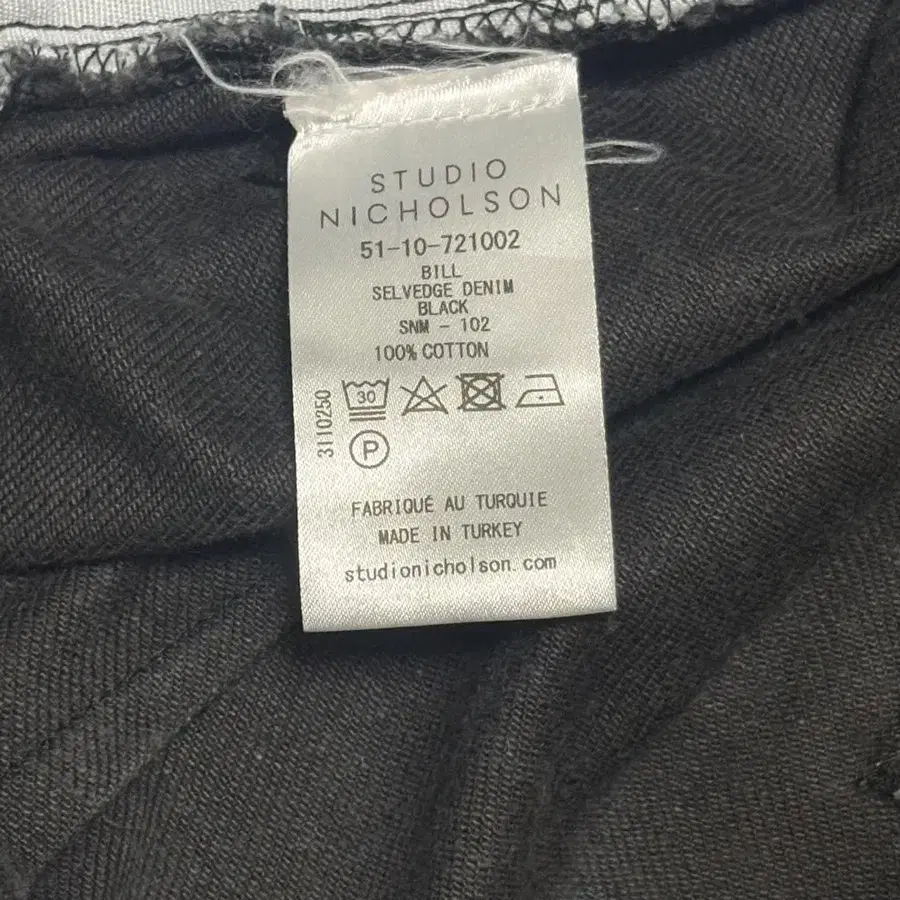 STUDIO
NICHOLSON
51-10-721002
BILL
SELVEDGE DENIM
BLACK
SNM - 102
100% COTTON
3110250
30
P
FABRIQUÉ AU TURQUIE
MADE IN TURKEY
studionicholson.com